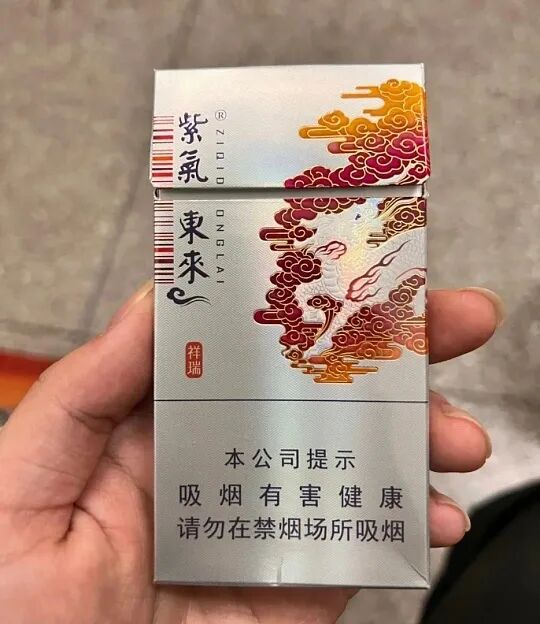 紫氣東來
®ZIQIDONGLAI
祥瑞
本公司提示
吸烟有害健康
请勿在禁烟场所吸烟